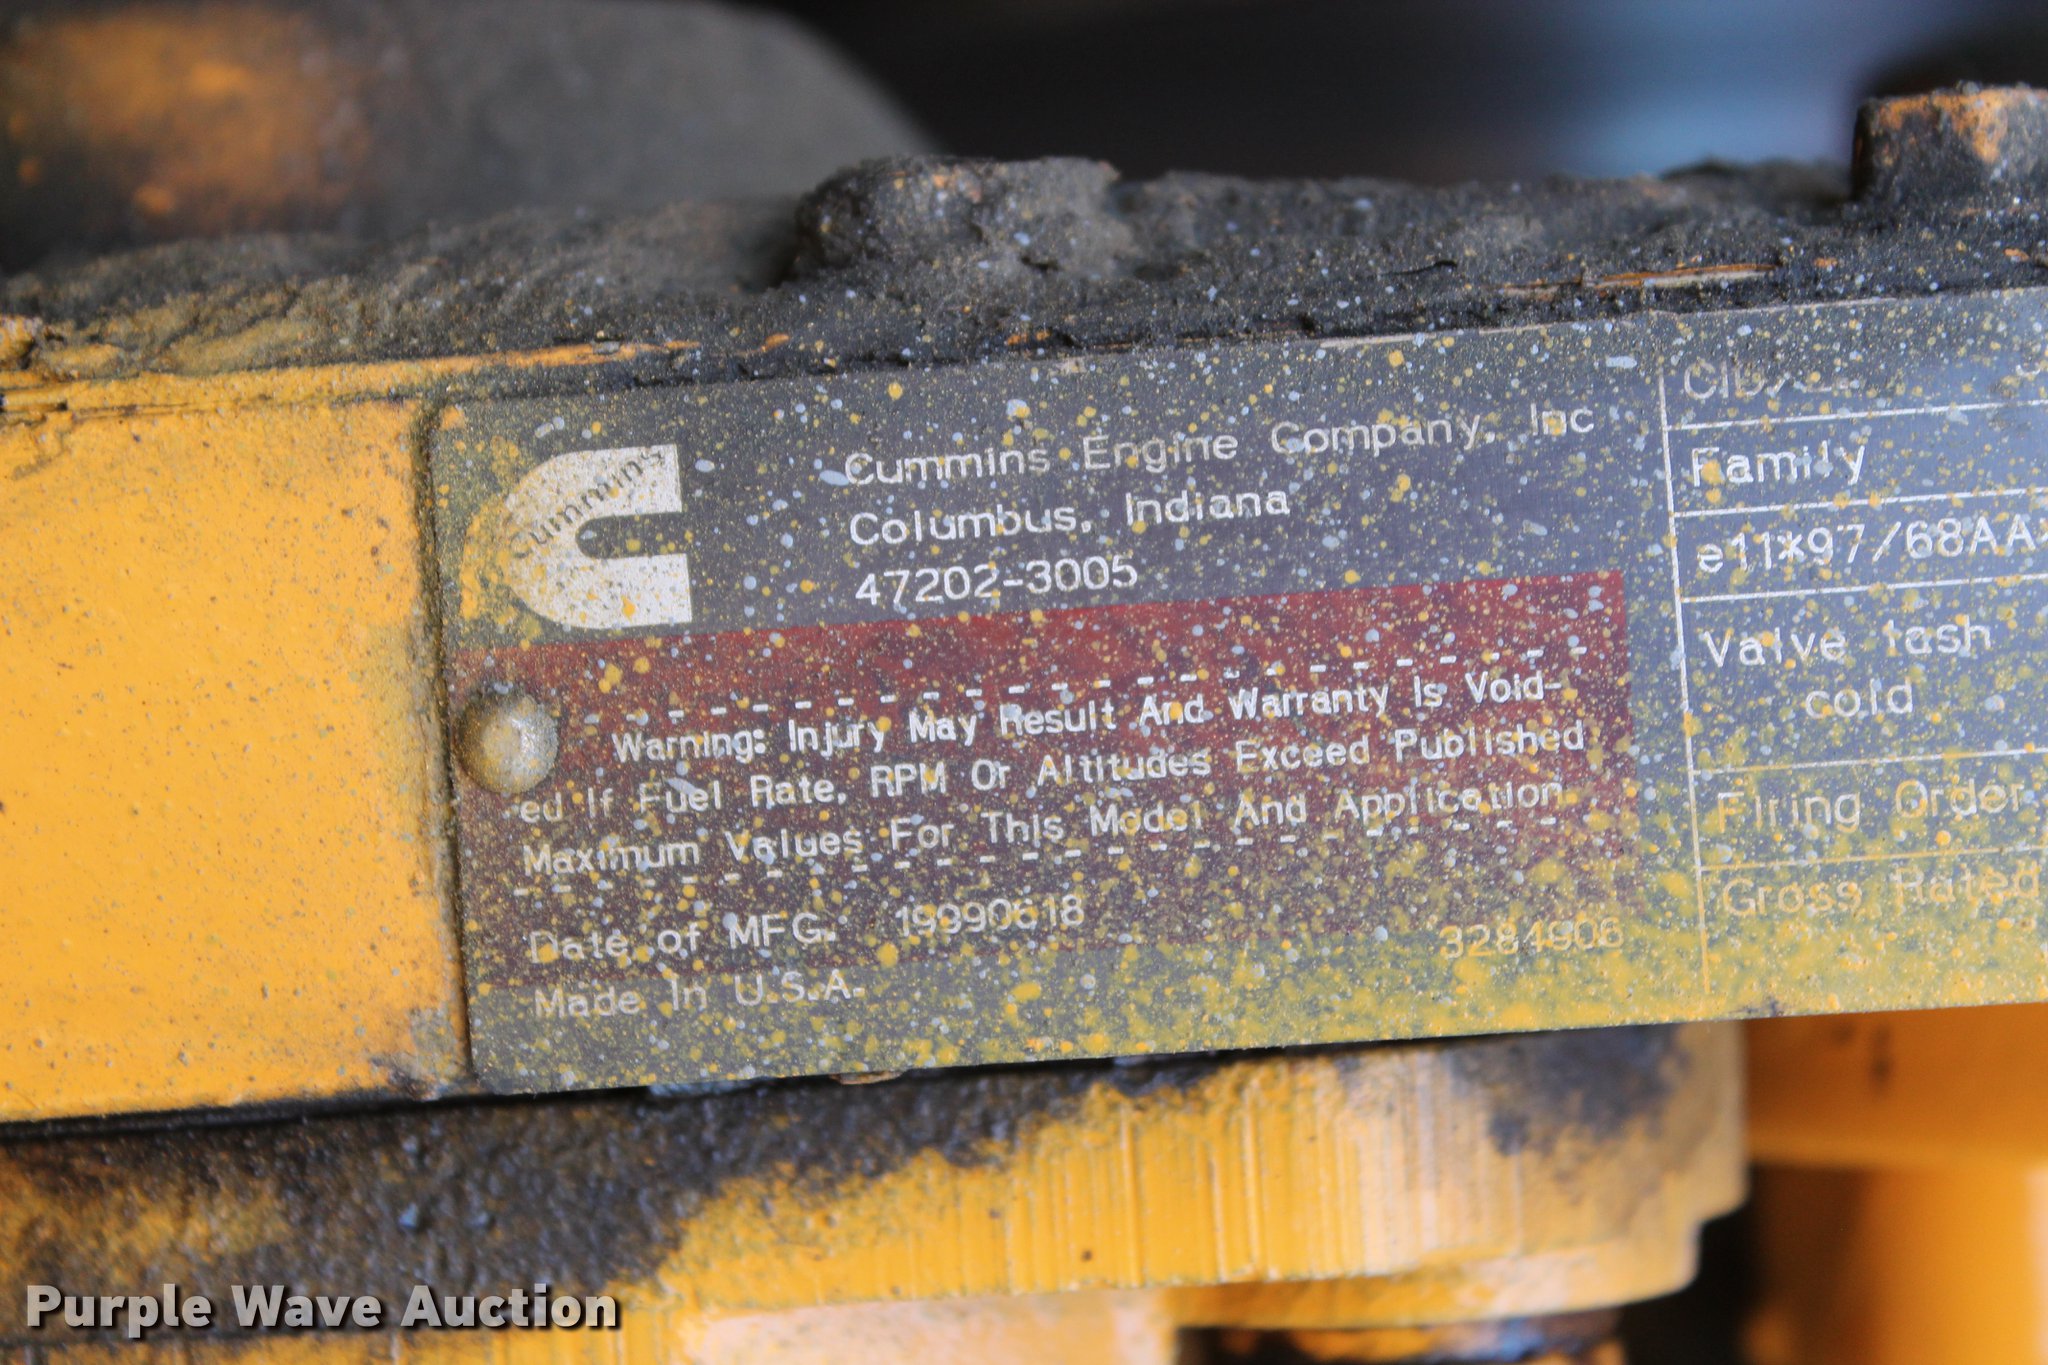 Cummins
Cummins Engine Company, Inc
Columbus, Indiana
47202-3005
Warning: Injury May Result And Warranty Is Void-
ed If Fuel Rate, RPM Or Altitudes Exceed Published
Maximum Values For This Model And Application
Date of MFG. 19990618
3284906
Made In U.S.A.
Family
e11*97/68AA*
Valve lash
cold
Firing Order
Gross Rated
Purple Wave Auction